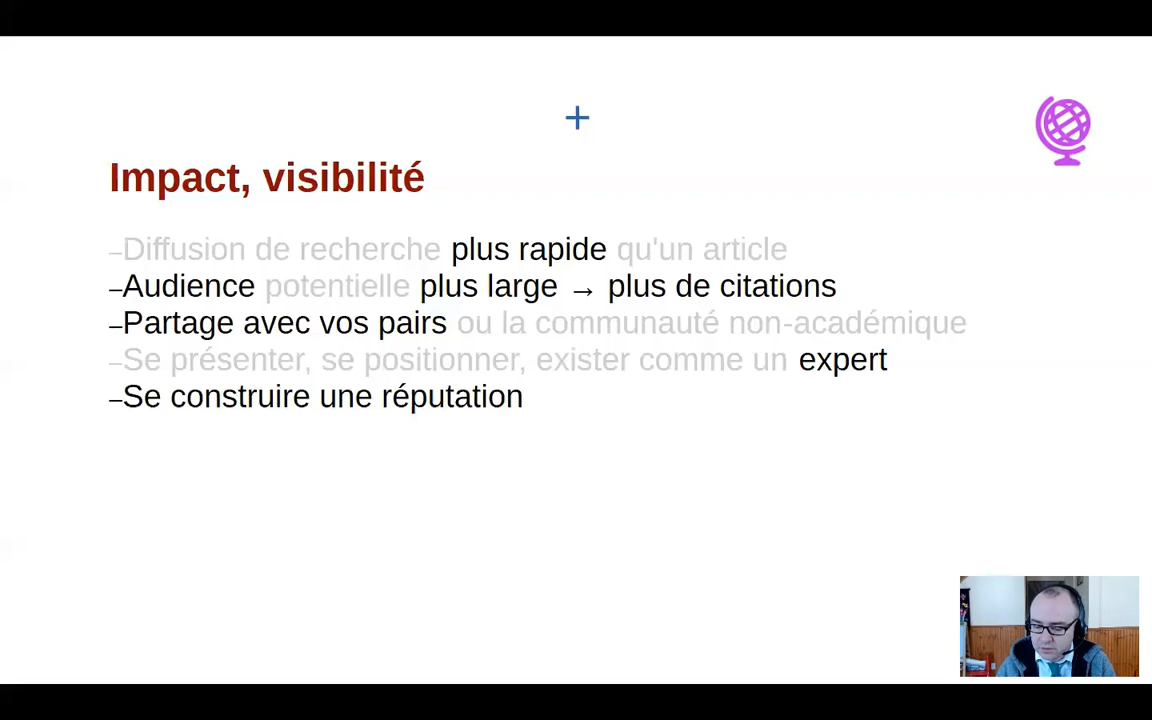 +
Impact, visibilité
–Diffusion de recherche plus rapide qu'un article
–Audience potentielle plus large → plus de citations
–Partage avec vos pairs ou la communauté non-académique
–Se présenter, se positionner, exister comme un expert
–Se construire une réputation